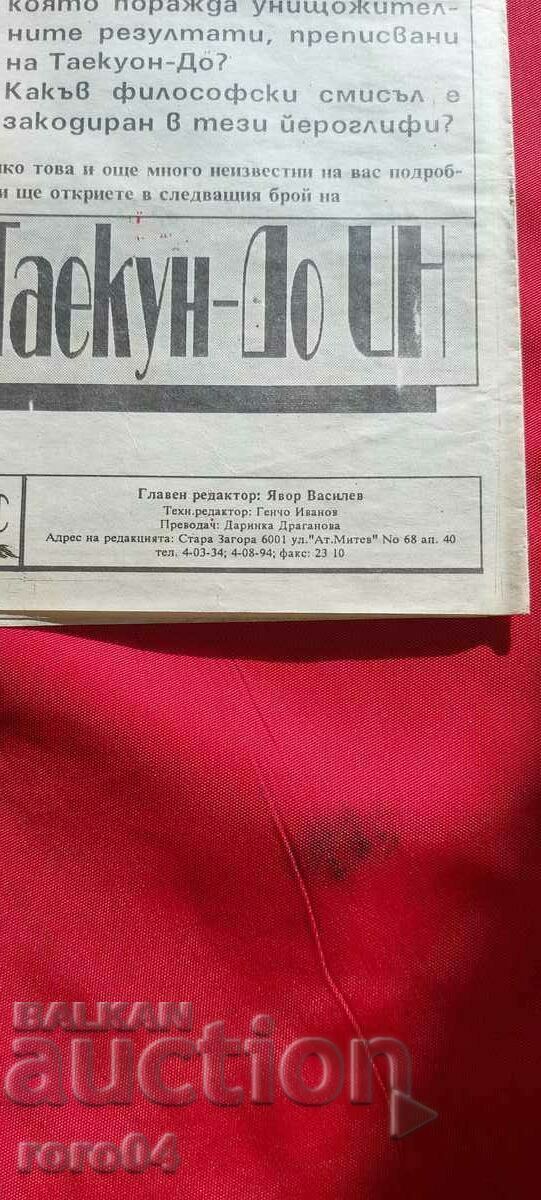 която поражда унищожител-
ните резултати, преписвани
на Таекуон-До?
Какъв философски смисъл е
закодиран в тези йероглифи?
ко това и още много неизвестни на вас подроб-
и ще откриете в следващия брой на
Таекун-До ИН
С
Главен редактор: Явор Василев
Техн.редактор: Генчо Иванов
Преводач: Даринка Драганова
Адрес на редакцията: Стара Загора 6001 ул."Ат.Митев" No 68 ап. 40
тел. 4-03-34; 4-08-94; факс: 23 10
BALKAN
auction
roro04